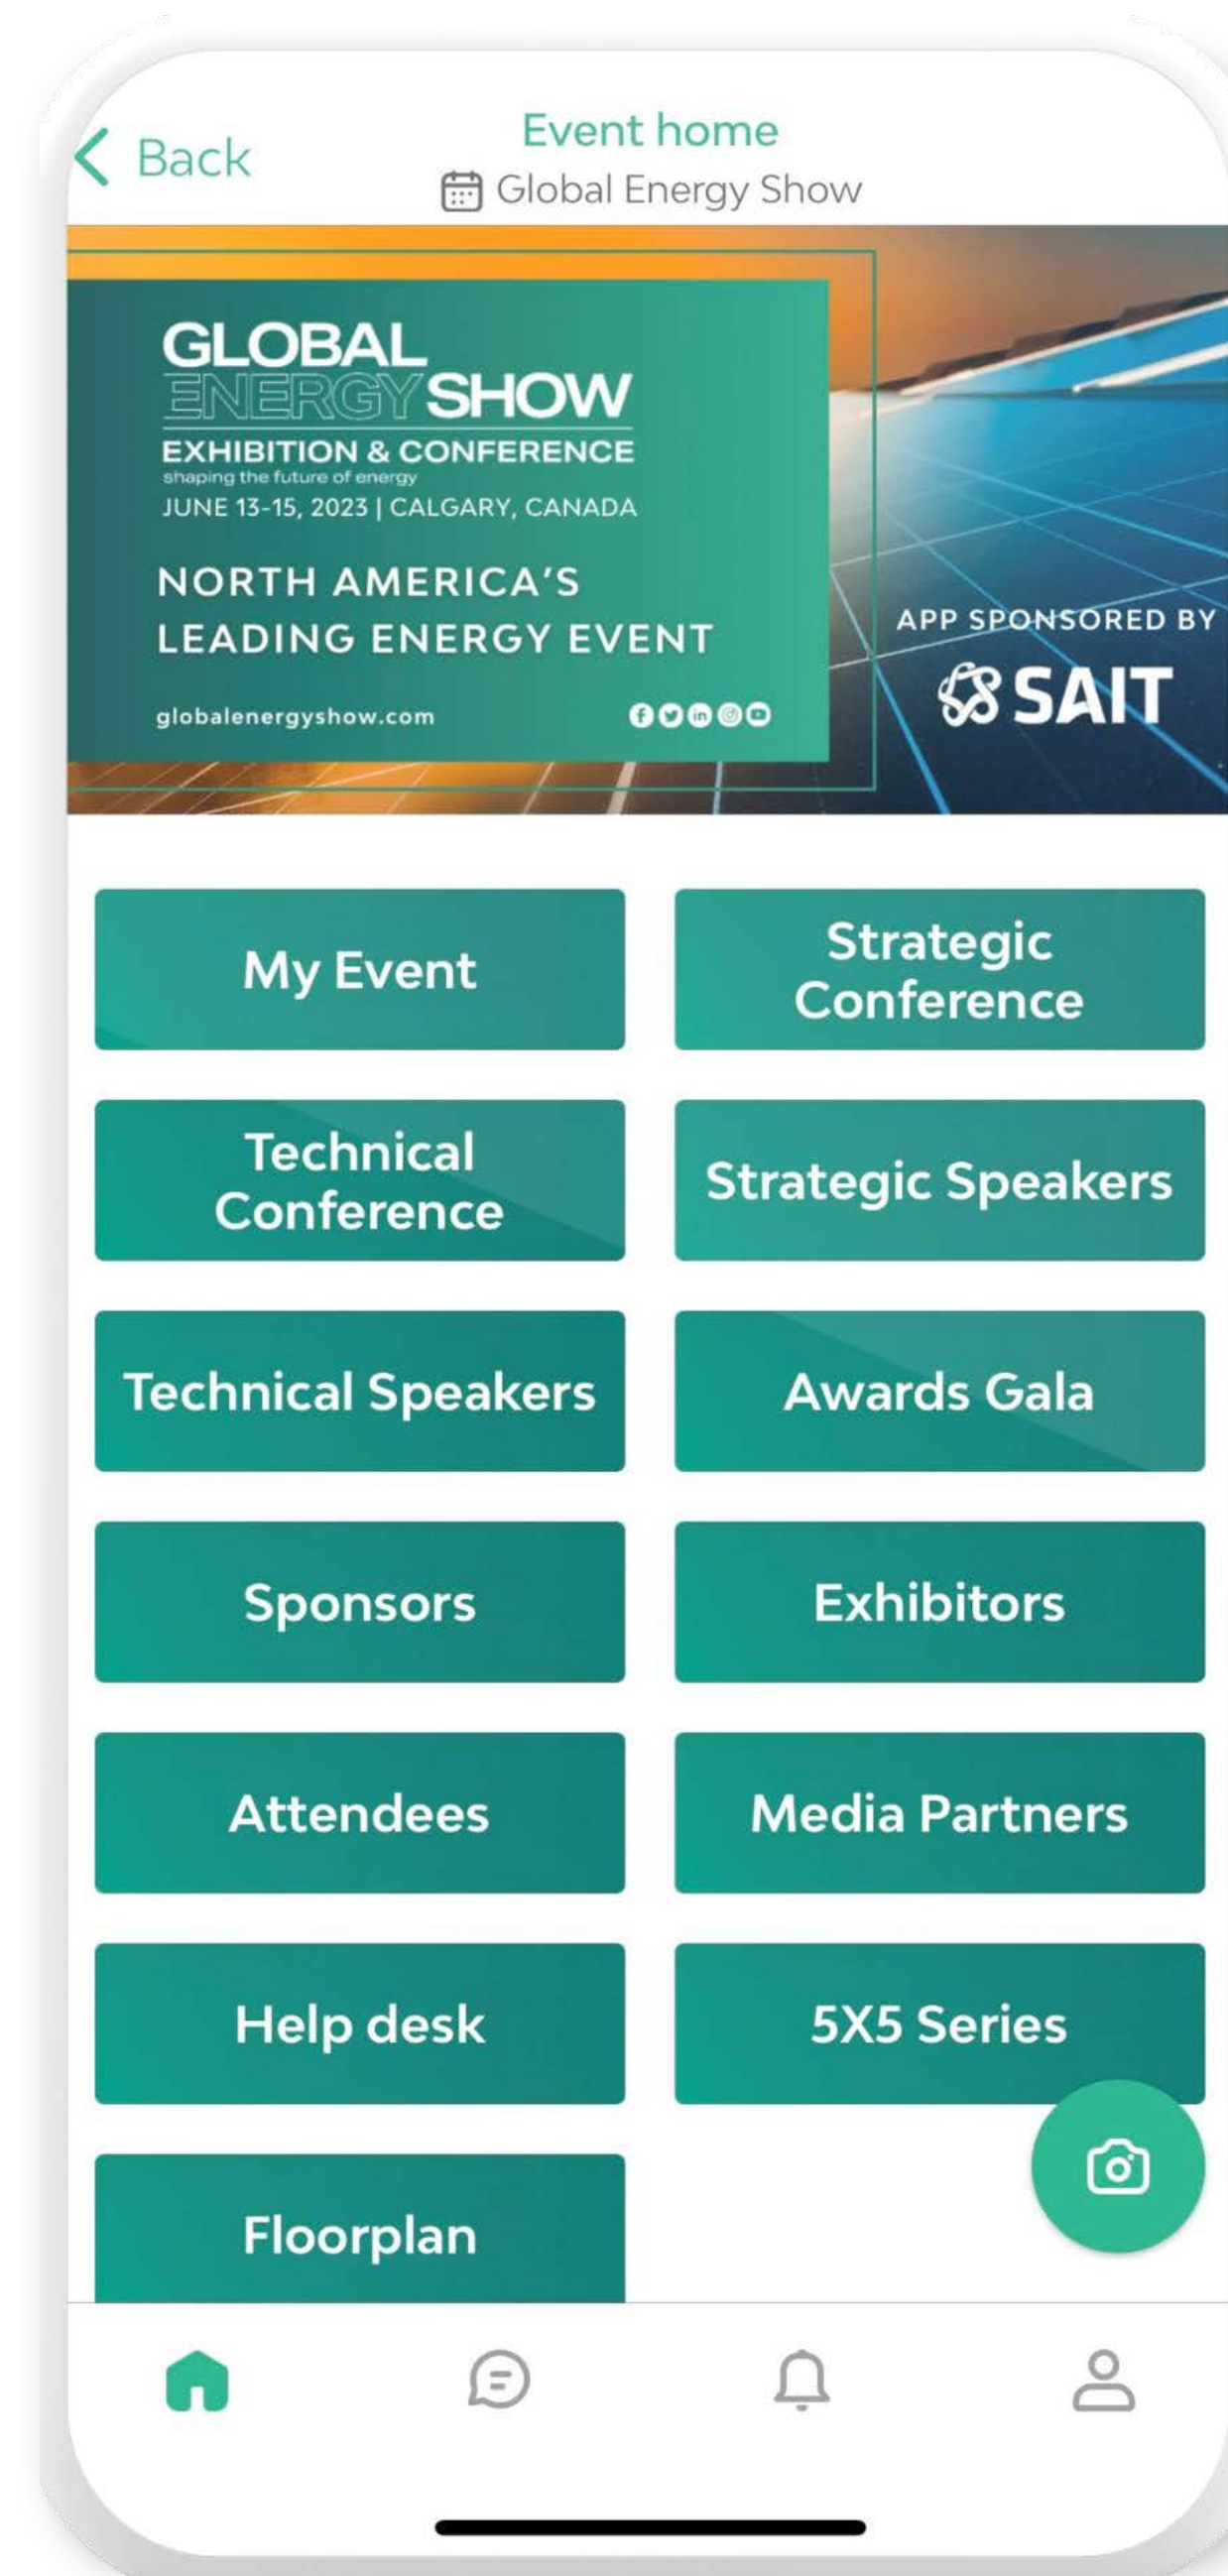 Back
Event home
Global Energy Show
GLOBAL
ENERGY SHOW
EXHIBITION & CONFERENCE
shaping the future of energy
JUNE 13-15, 2023 | CALGARY, CANADA
NORTH AMERICA'S
LEADING ENERGY EVENT
globalenergyshow.com
APP SPONSORED BY
SAIT
My Event
Strategic
Conference
Technical
Conference
Strategic Speakers
Technical Speakers
Awards Gala
Sponsors
Exhibitors
Attendees
Media Partners
Help desk
5X5 Series
Floorplan